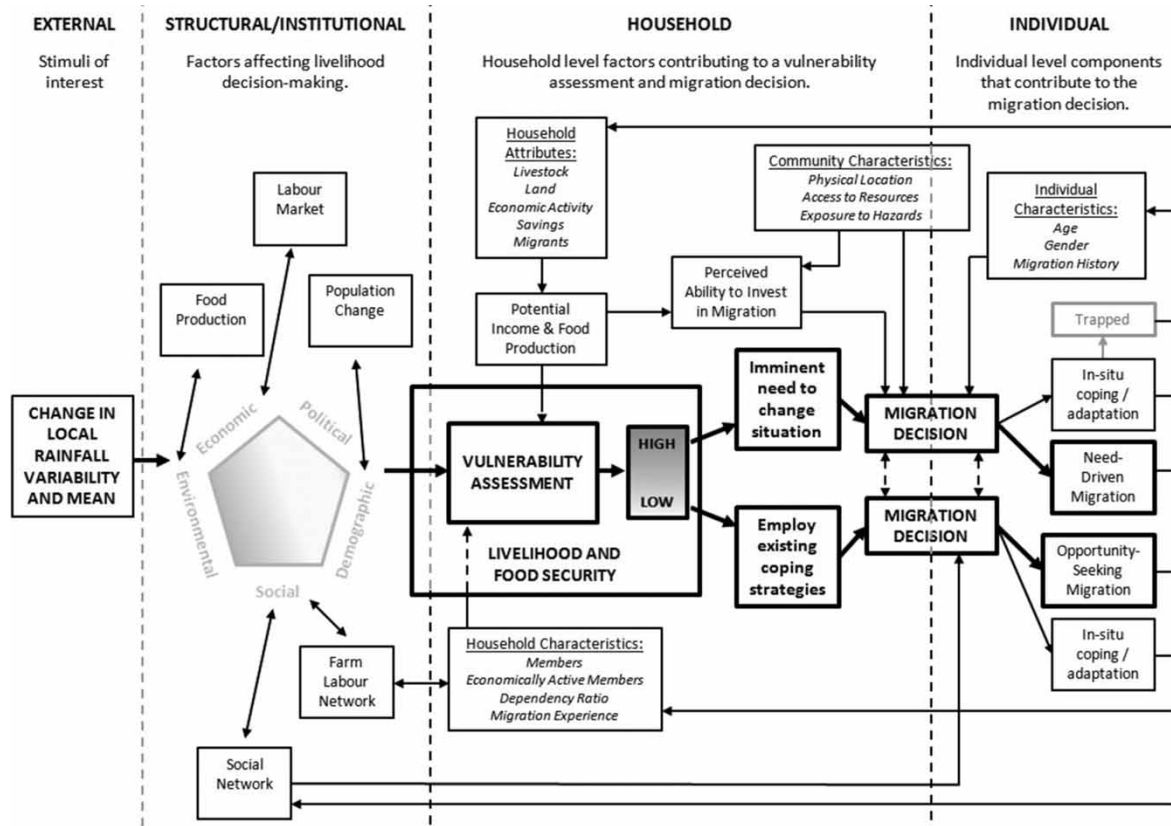 EXTERNAL
Stimuli of
interest
STRUCTURAL/INSTITUTIONAL
Factors affecting livelihood
decision-making.
HOUSEHOLD
Household level factors contributing to a vulnerability
assessment and migration decision.
INDIVIDUAL
Individual level components
that contribute to the
migration decision.
CHANGE IN
LOCAL
RAINFALL
VARIABILITY
AND MEAN
Labour
Market
Food
Production
Population
Change
Economic
Political
Environmental
Demographic
Social
Farm
Labour
Network
Social
Network
Household
Attributes:
Livestock
Land
Economic Activity
Savings
Migrants
Community Characteristics:
Physical Location
Access to Resources
Exposure to Hazards
Potential
Income & Food
Production
Perceived
Ability to Invest
in Migration
VULNERABILITY
ASSESSMENT
HIGH
LOW
LIVELIHOOD AND
FOOD SECURITY
Imminent
need to
change
situation
Employ
existing
coping
strategies
Household Characteristics:
Members
Economically Active Members
Dependency Ratio
Migration Experience
MIGRATION
DECISION
MIGRATION
DECISION
Individual
Characteristics:
Age
Gender
Migration History
Trapped
In-situ
coping /
adaptation
Need-
Driven
Migration
Opportunity-
Seeking
Migration
In-situ
coping /
adaptation